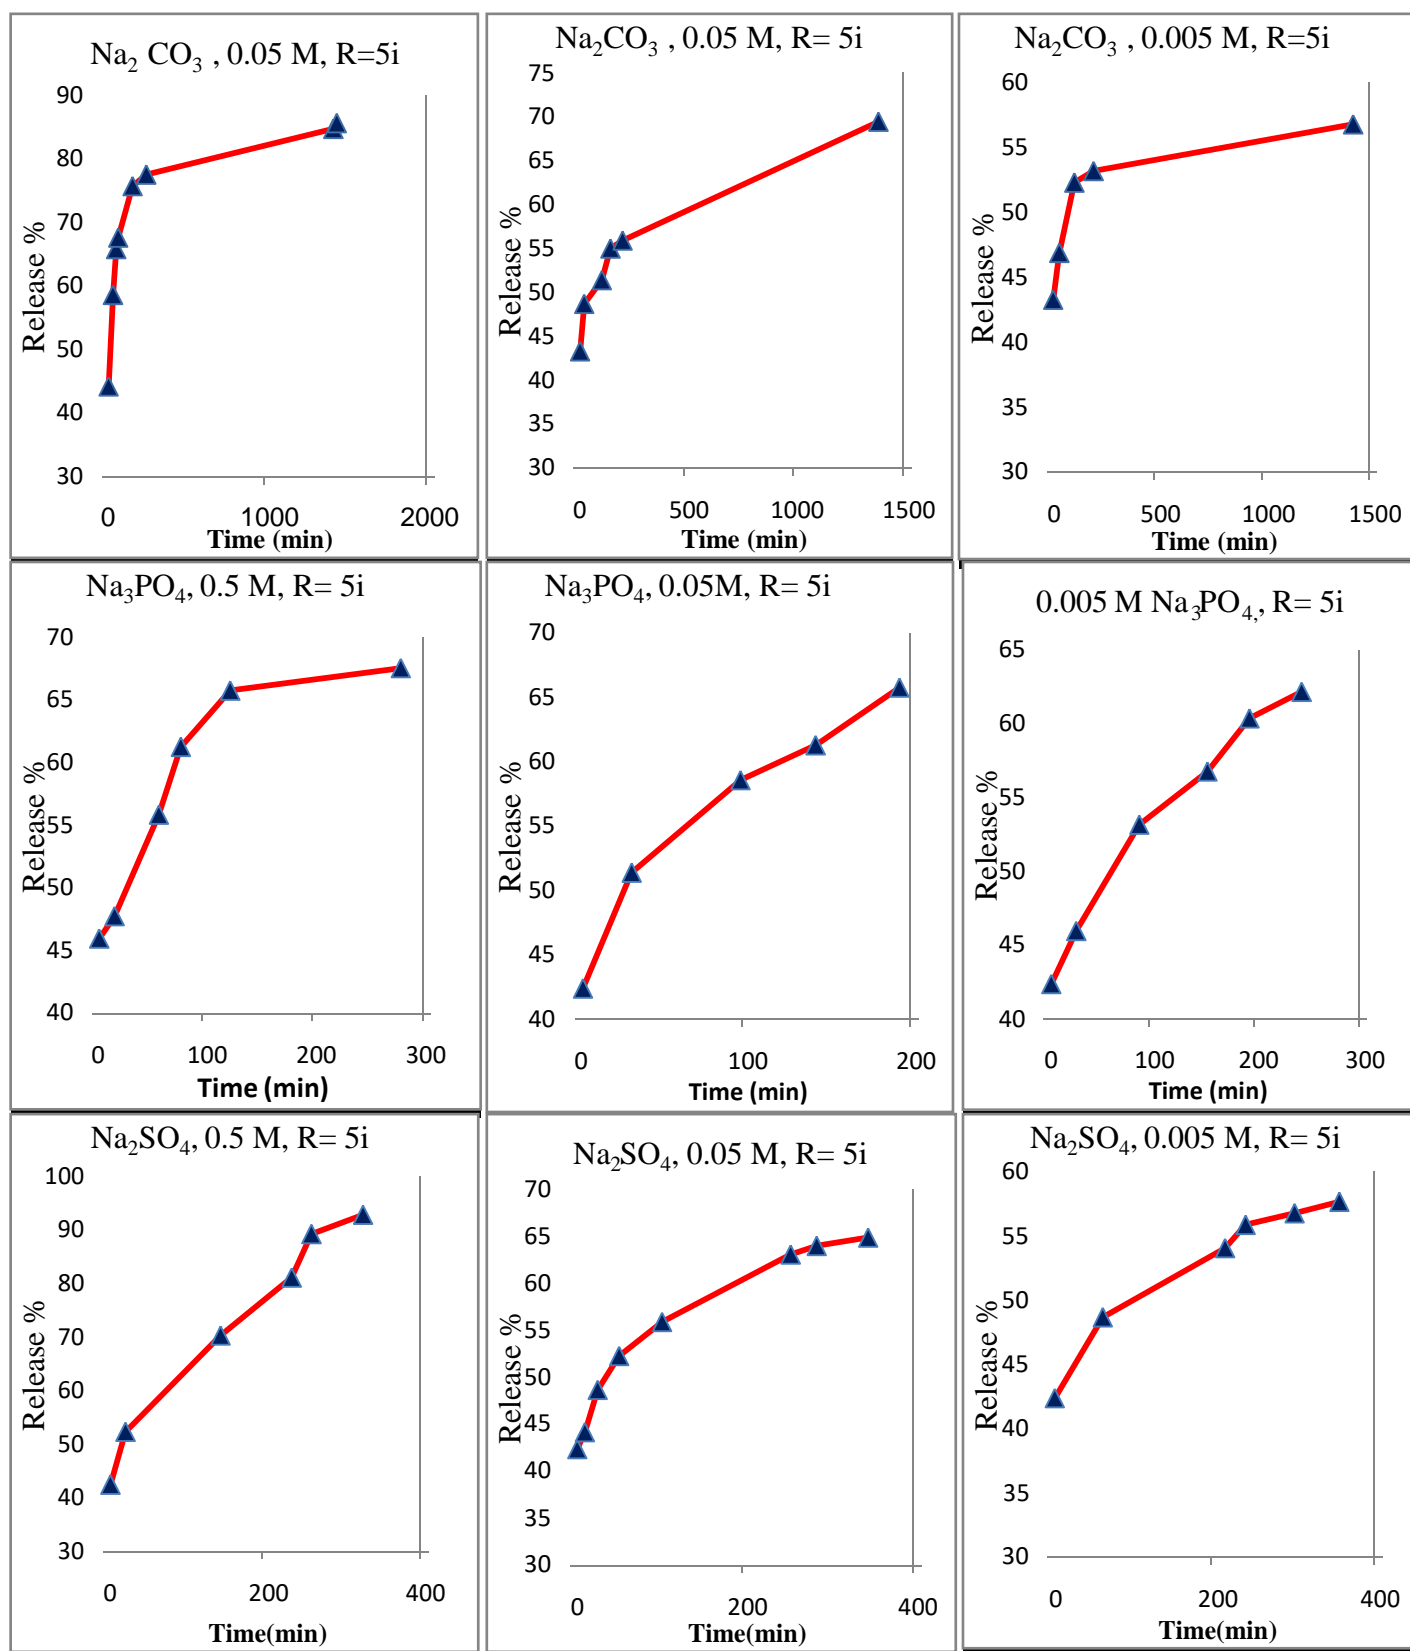 Na₂ CO₃ , 0.05 M, R=5i
90
80
70
60
50
40
30
Release %
0 1000 2000
Time (min)
Na₂CO₃ , 0.05 M, R= 5i
75
70
65
60
55
50
45
40
35
30
Release %
0 500 1000 1500
Time (min)
Na₂CO₃ , 0.005 M, R=5i
60
55
50
45
40
35
30
Release %
0 500 1000 1500
Time (min)
Na₃PO₄, 0.5 M, R= 5i
70
65
60
55
50
45
40
Release %
0 100 200 300
Time (min)
Na₃PO₄, 0.05M, R= 5i
70
65
60
55
50
45
40
Release %
0 100 200
Time (min)
0.005 M Na₃PO₄,, R= 5i
65
60
55
50
45
40
Release %
0 100 200 300
Time (min)
Na₂SO₄, 0.5 M, R= 5i
100
90
80
70
60
50
40
30
Release %
0 200 400
Time(min)
Na₂SO₄, 0.05 M, R= 5i
70
65
60
55
50
45
40
35
30
Release %
0 200 400
Time(min)
Na₂SO₄, 0.005 M, R= 5i
60
55
50
45
40
35
30
Release %
0 200 400
Time(min)